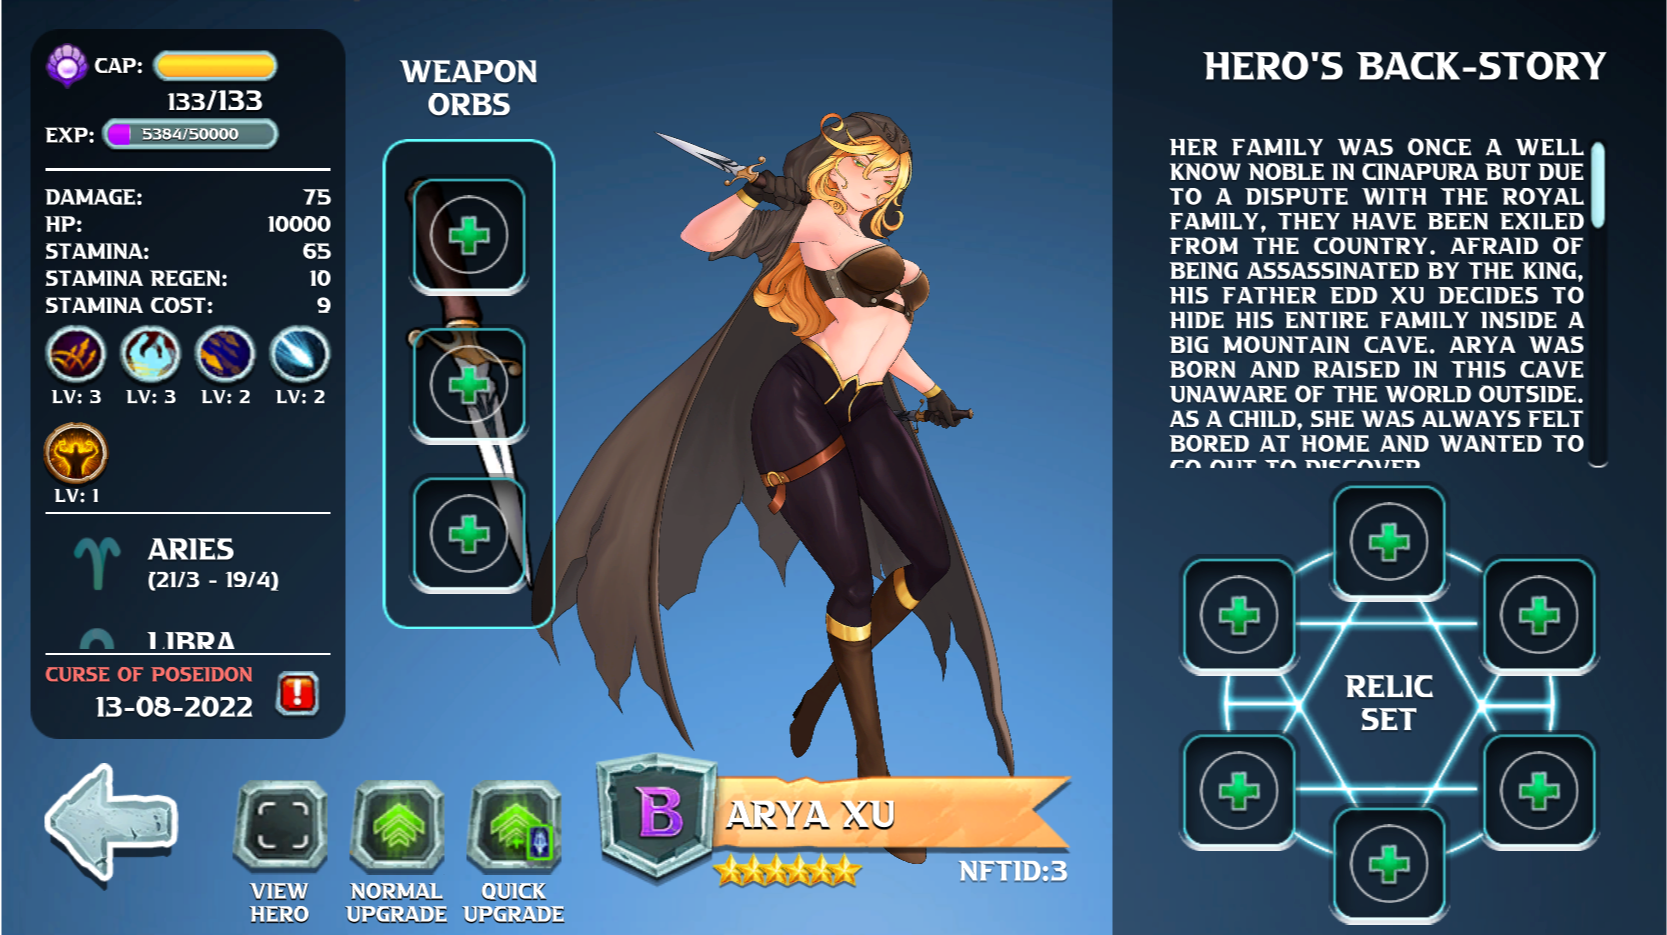 CAP:
133/133
EXP: 5384/50000
DAMAGE: 75
HP: 10000
STAMINA: 65
STAMINA REGEN: 10
STAMINA COST: 9
LV: 3 LV: 3 LV: 2 LV: 2
LV: 1
ARIES
(21/3 - 19/4)
LIBRA
CURSE OF POSEIDON
13-08-2022
WEAPON
ORBS
VIEW
HERO
NORMAL
UPGRADE
QUICK
UPGRADE
B
ARYA XU
NFTID:3
HERO'S BACK-STORY
HER FAMILY WAS ONCE A WELL
KNOW NOBLE IN CINAPURA BUT DUE
TO A DISPUTE WITH THE ROYAL
FAMILY, THEY HAVE BEEN EXILED
FROM THE COUNTRY. AFRAID OF
BEING ASSASSINATED BY THE KING,
HIS FATHER EDD XU DECIDES TO
HIDE HIS ENTIRE FAMILY INSIDE A
BIG MOUNTAIN CAVE. ARYA WAS
BORN AND RAISED IN THIS CAVE
UNAWARE OF THE WORLD OUTSIDE.
AS A CHILD, SHE WAS ALWAYS FELT
BORED AT HOME AND WANTED TO
GO OUT TO DISCOVER
RELIC
SET